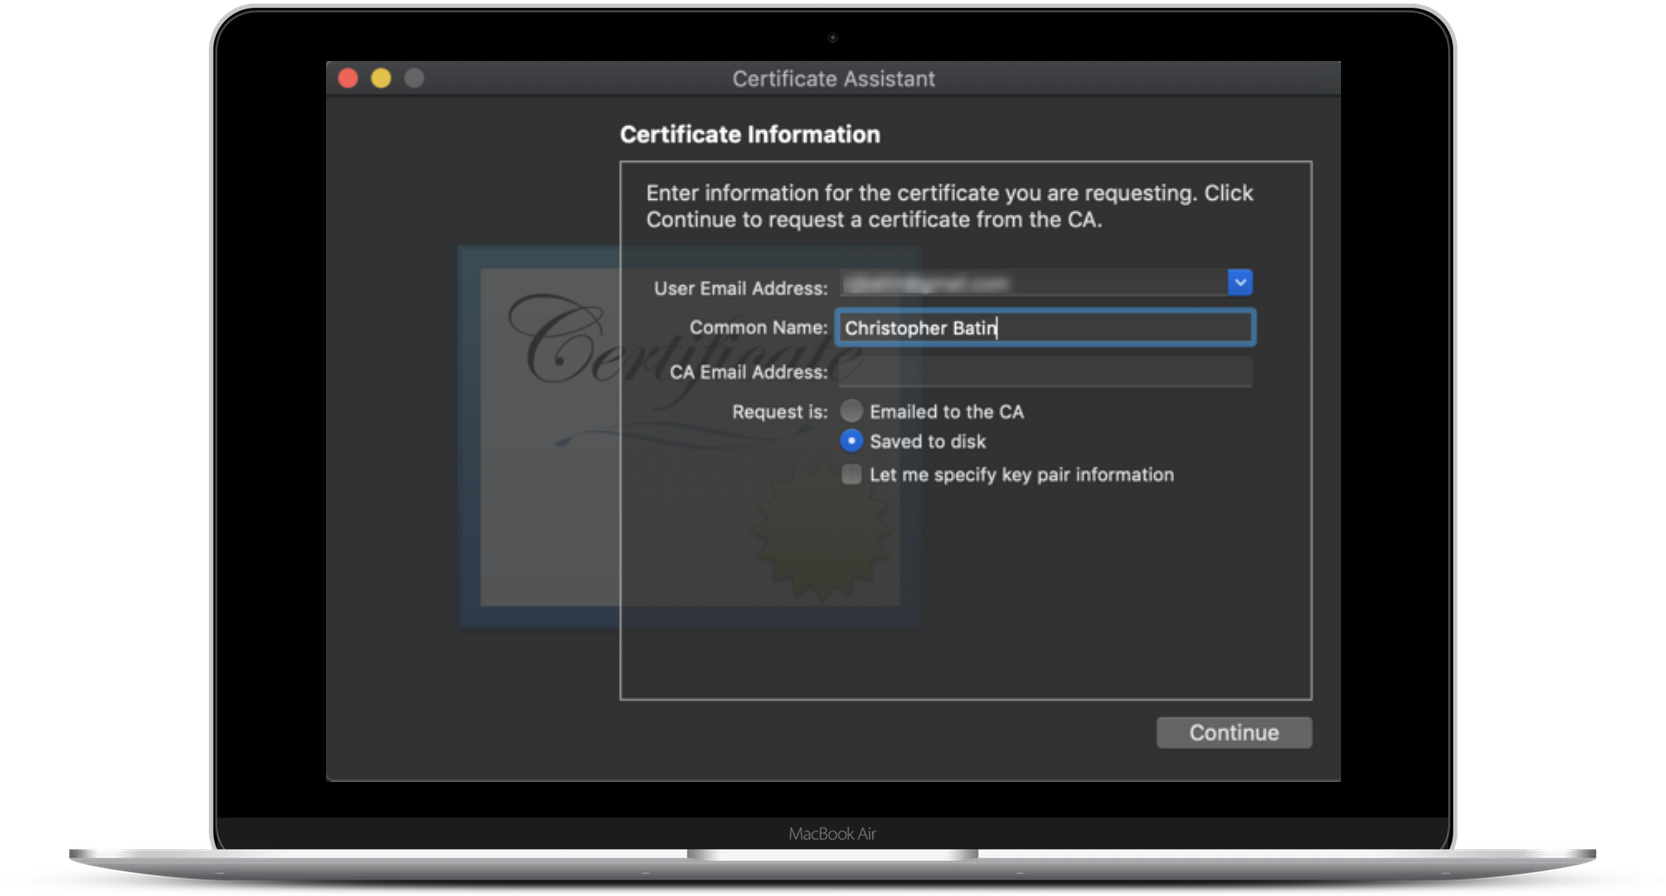 Certificate Assistant
Certificate Information
Enter information for the certificate you are requesting. Click
Continue to request a certificate from the CA.
User Email Address:
Common Name: Christopher Batin
CA Email Address:
Request is: Emailed to the CA
Saved to disk
Let me specify key pair information
Certificate
Continue
MacBook Air